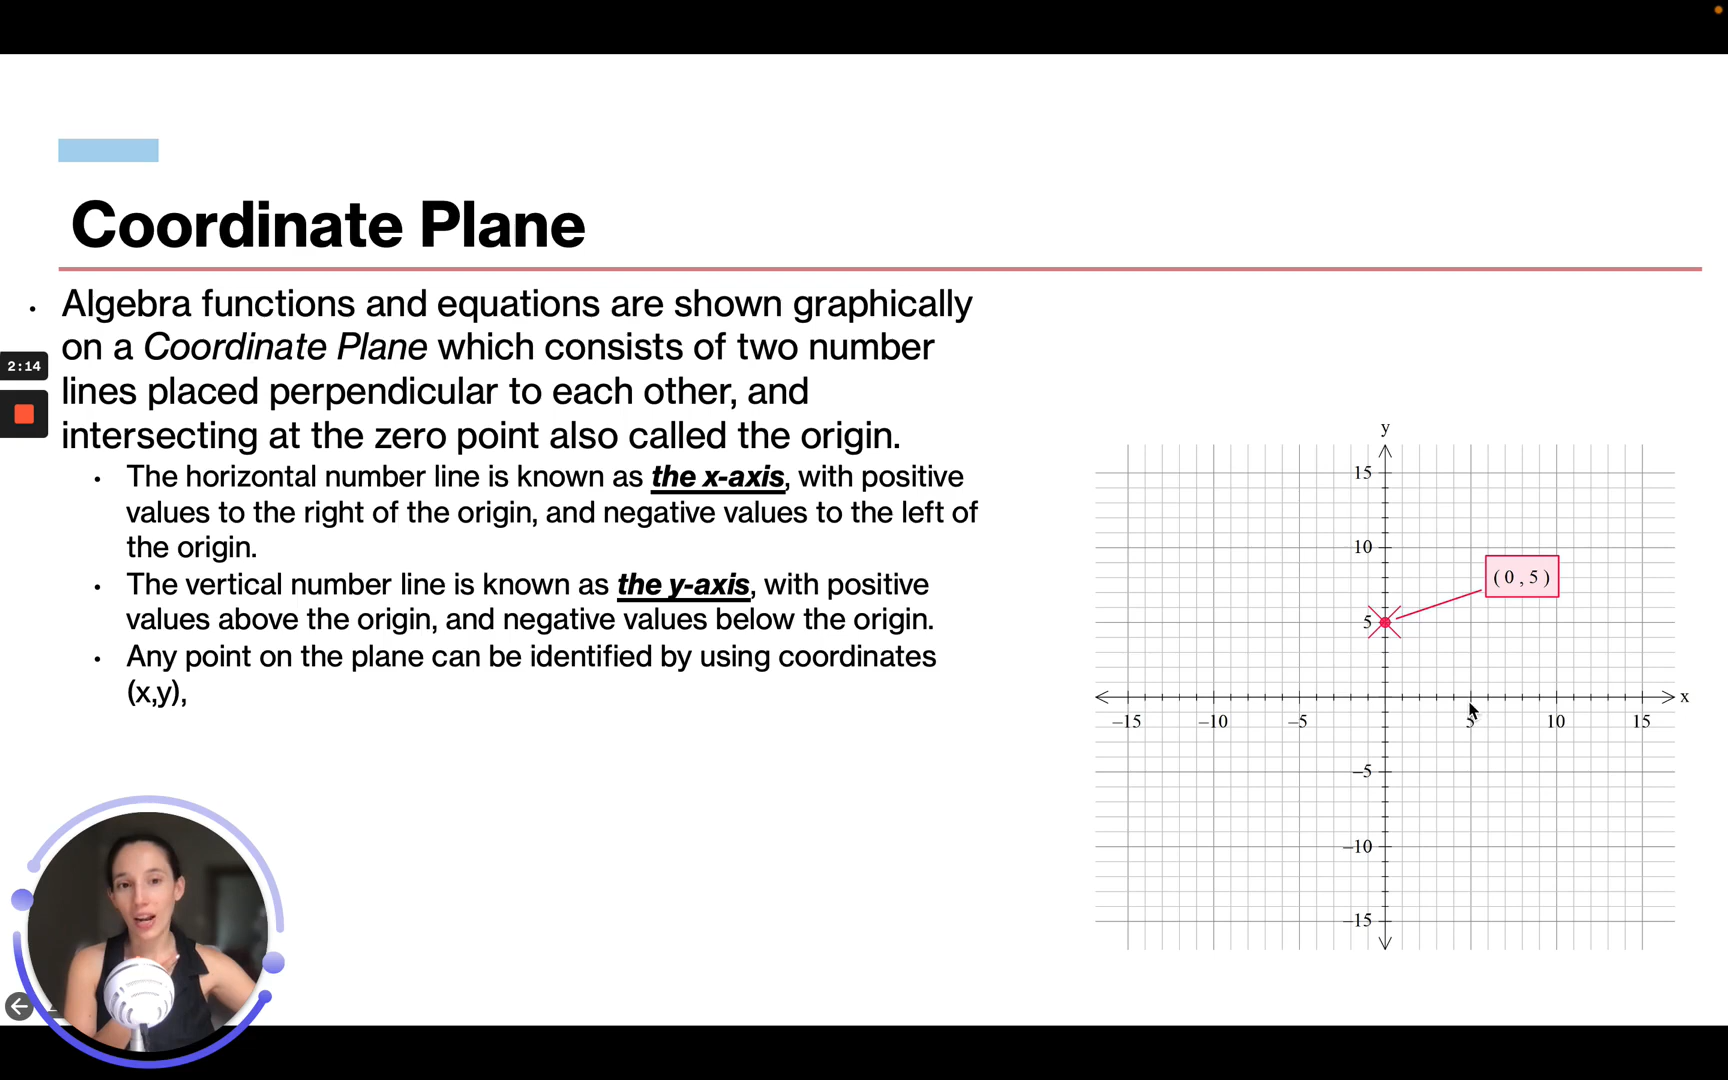 Coordinate Plane
• Algebra functions and equations are shown graphically
on a Coordinate Plane which consists of two number
lines placed perpendicular to each other, and
intersecting at the zero point also called the origin.
• The horizontal number line is known as the x-axis, with positive
values to the right of the origin, and negative values to the left of
the origin.
• The vertical number line is known as the y-axis, with positive
values above the origin, and negative values below the origin.
• Any point on the plane can be identified by using coordinates
(x,y),
2:14
y
15
10
( 0 , 5 )
5
x
–15 –10 –5 5 10 15
–5
–10
–15